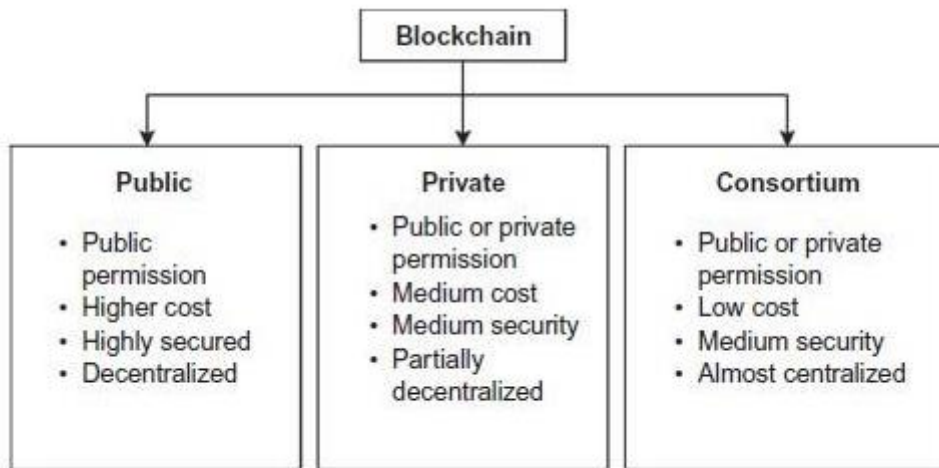 Blockchain
Public
• Public
permission
• Higher cost
• Highly secured
• Decentralized
Private
• Public or private
permission
• Medium cost
• Medium security
• Partially
decentralized
Consortium
• Public or private
permission
• Low cost
• Medium security
• Almost centralized